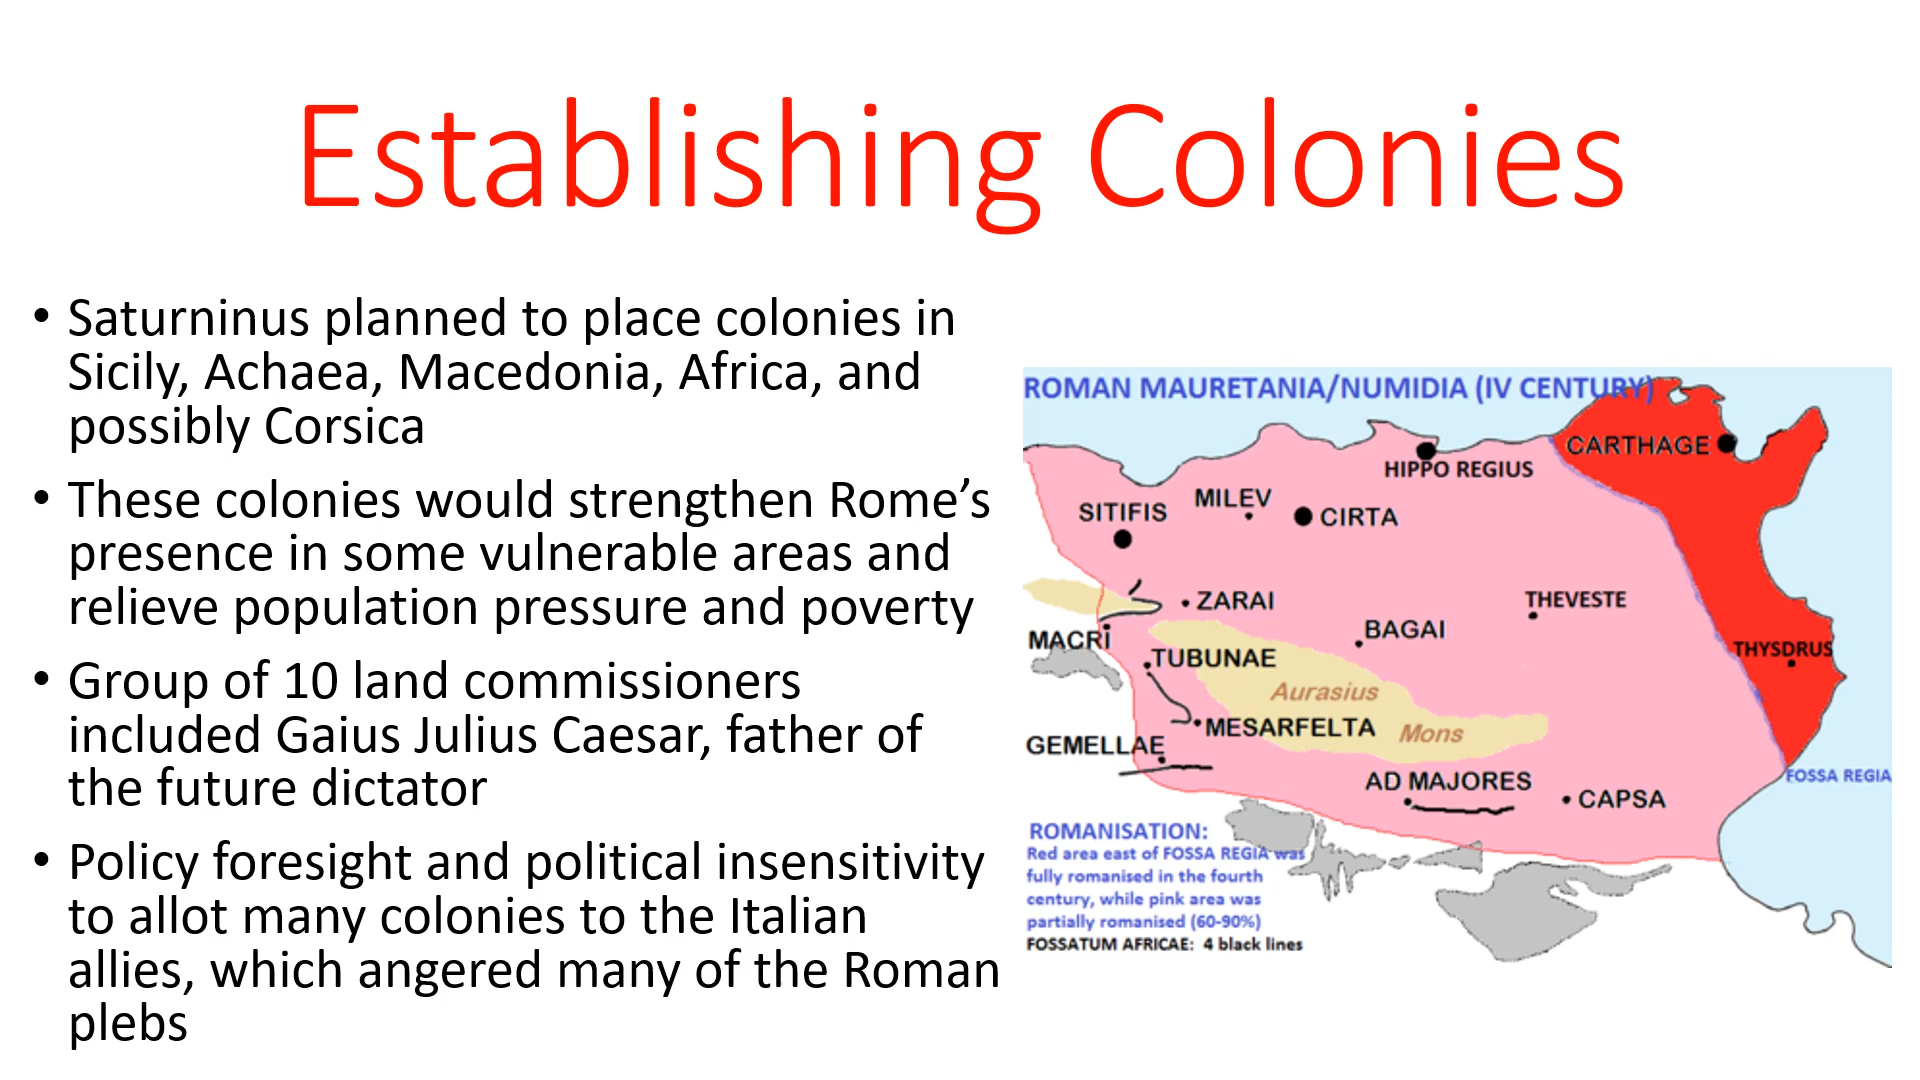 Establishing Colonies
• Saturninus planned to place colonies in
Sicily, Achaea, Macedonia, Africa, and
possibly Corsica
• These colonies would strengthen Rome’s
presence in some vulnerable areas and
relieve population pressure and poverty
• Group of 10 land commissioners
included Gaius Julius Caesar, father of
the future dictator
• Policy foresight and political insensitivity
to allot many colonies to the Italian
allies, which angered many of the Roman
plebs
ROMAN MAURETANIA/NUMIDIA (IV CENTURY)
CARTHAGE
HIPPO REGIUS
MILEV
SITIFIS
CIRTA
ZARAI
THEVESTE
BAGAI
MACRI
THYSDRUS
TUBUNAE
Aurasius
MESARFELTA
Mons
GEMELLAE
FOSSA REGIA
AD MAJORES
CAPSA
ROMANISATION:
Red area east of FOSSA REGIA was
fully romanised in the fourth
century, while pink area was
partially romanised (60-90%)
FOSSATUM AFRICAE: 4 black lines